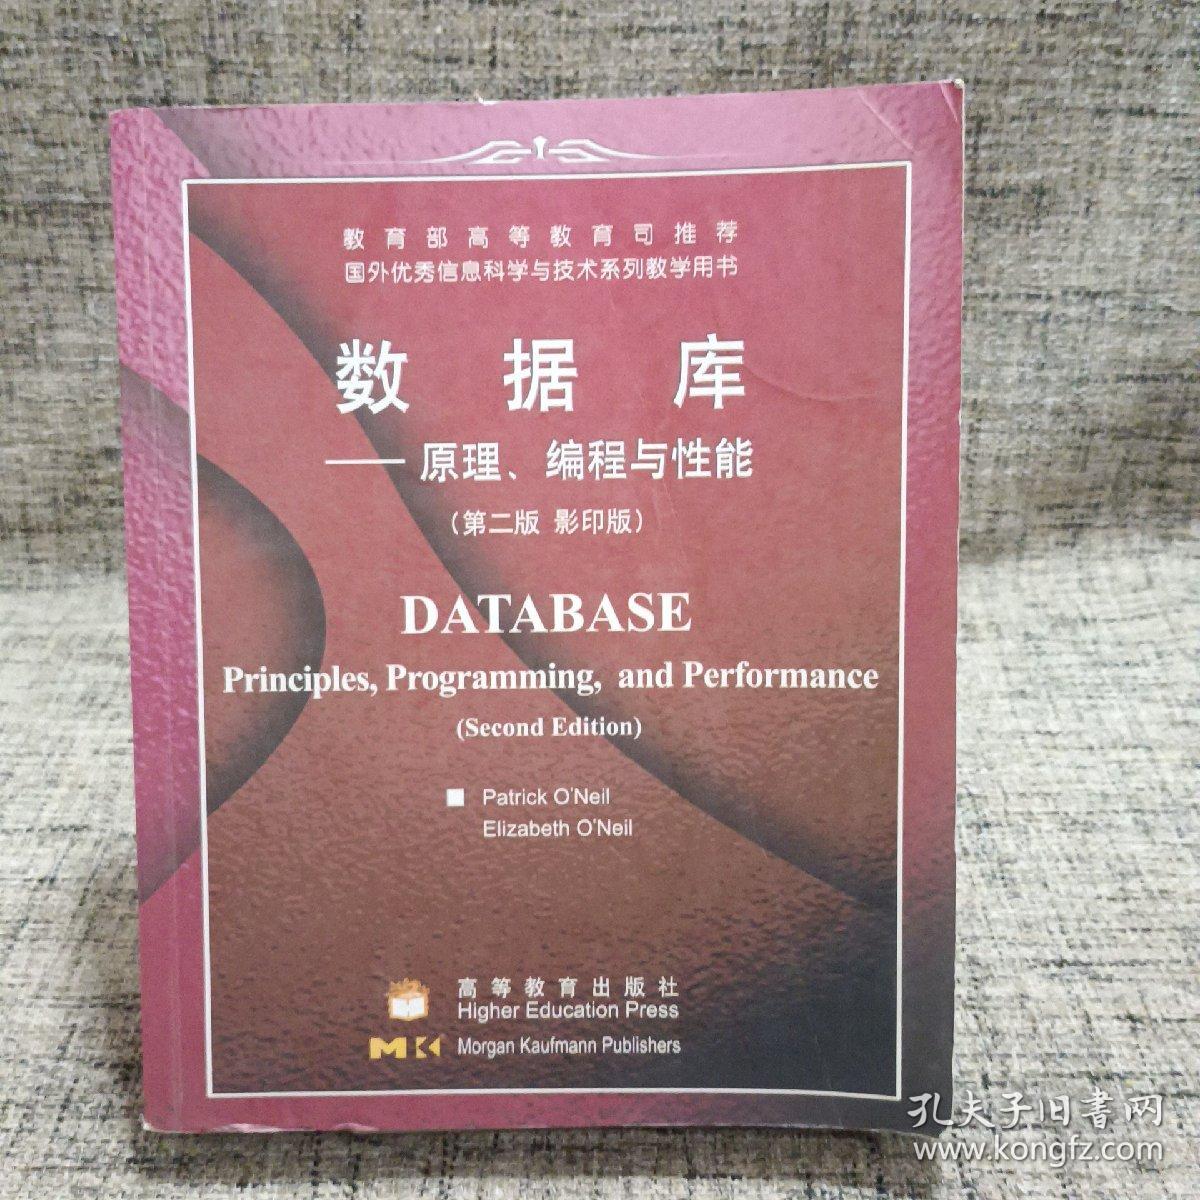 教育部高等教育司推荐
国外优秀信息科学与技术系列教学用书
数据库
——原理、编程与性能
（第二版 影印版）
DATABASE
Principles, Programming, and Performance
(Second Edition)
Patrick O'Neil
Elizabeth O'Neil
高等教育出版社
Higher Education Press
MK Morgan Kaufmann Publishers
孔夫子旧書网
www.kongfz.com